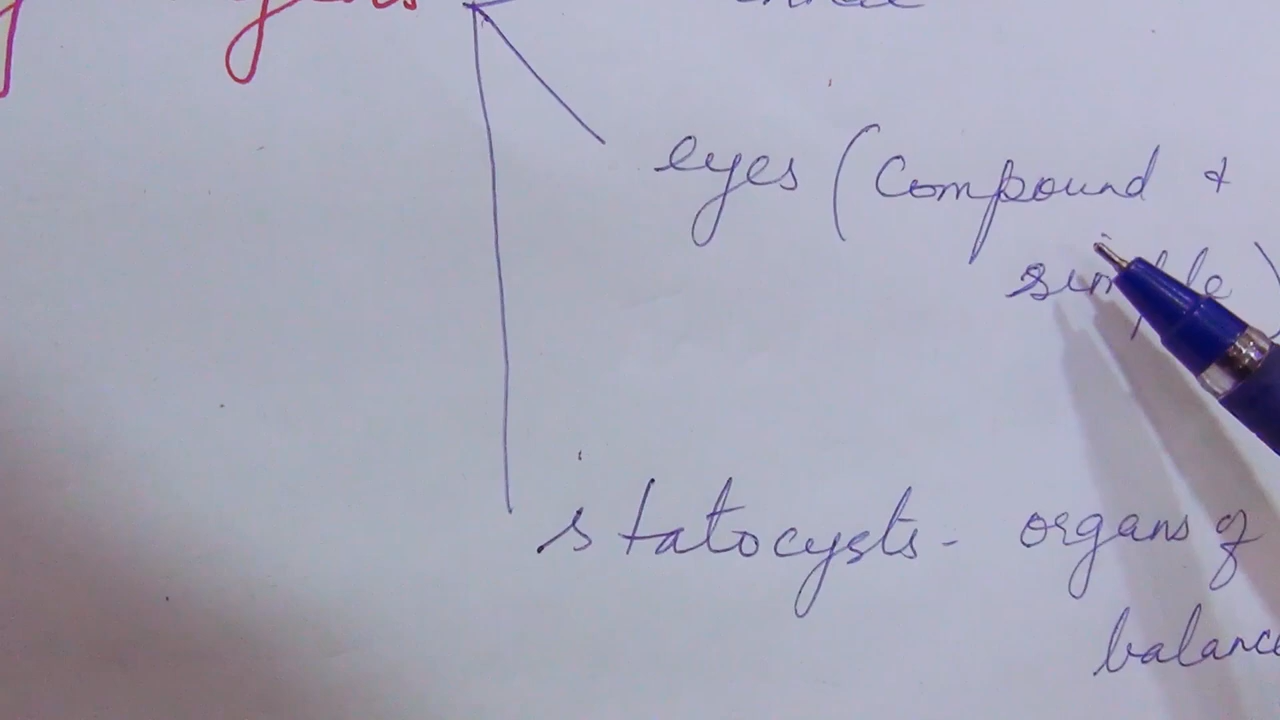 eyes (Compound +
simple)
statocysts - organs of
balance